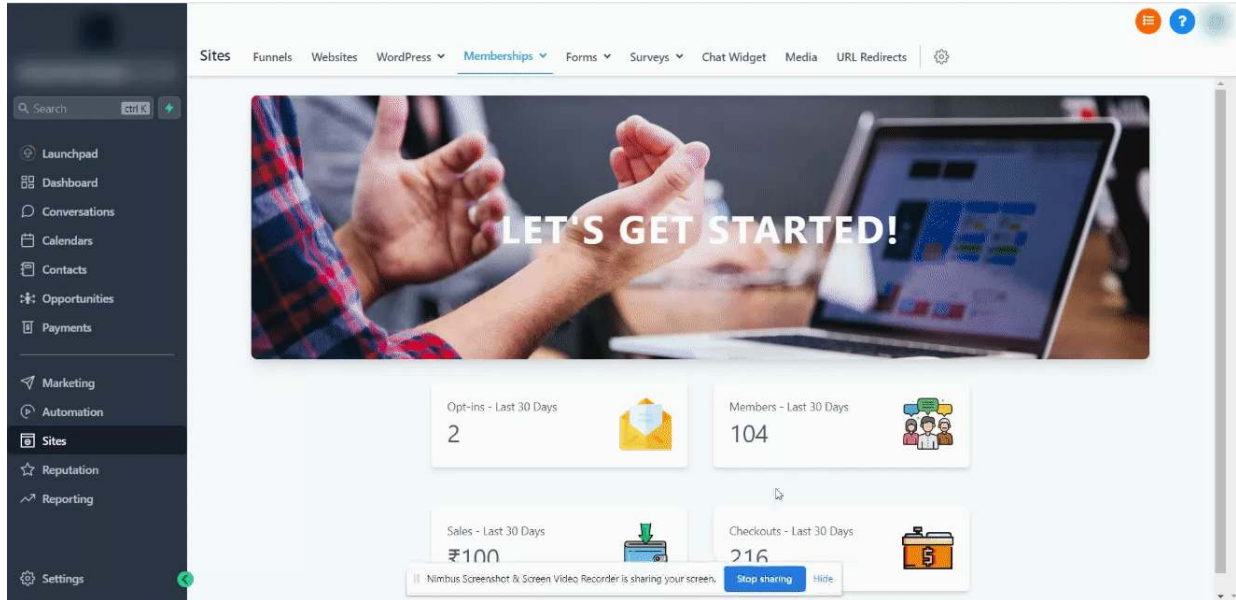 Search
ctrl K
Launchpad
Dashboard
Conversations
Calendars
Contacts
Opportunities
Payments
Marketing
Automation
Sites
Reputation
Reporting
Settings
?
Sites Funnels Websites WordPress Memberships Forms Surveys Chat Widget Media URL Redirects
LET'S GET STARTED!
Opt-ins - Last 30 Days
2
Members - Last 30 Days
104
Sales - Last 30 Days
₹100
Checkouts - Last 30 Days
216
$
Nimbus Screenshot & Screen Video Recorder is sharing your screen. Stop sharing Hide